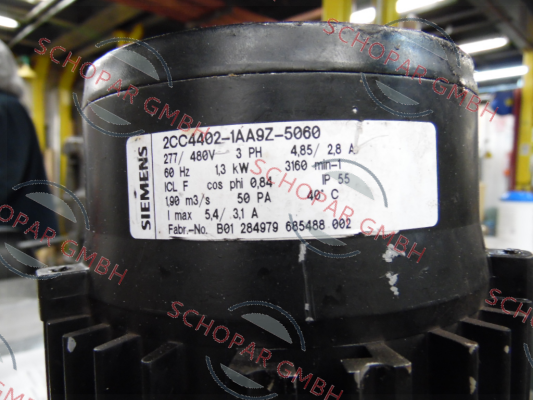 SIEMENS
2CC4402-1AA9Z-5060
277/ 480V 3 PH 4,85/ 2,8 A
60 Hz 1,3 kW 3160 min-1
ICL F cos phi 0,84 IP 55
1,90 m3/s 50 PA 40° C
I max 5,4/ 3,1 A
Fabr.-No. B01 284979 665488 002
SCHOPAR GMBH
SCHOPAR GMBH
SCHOPAR GMBH
SCHOPAR GMBH
SCHOPAR GMBH
SCHOPAR GMBH